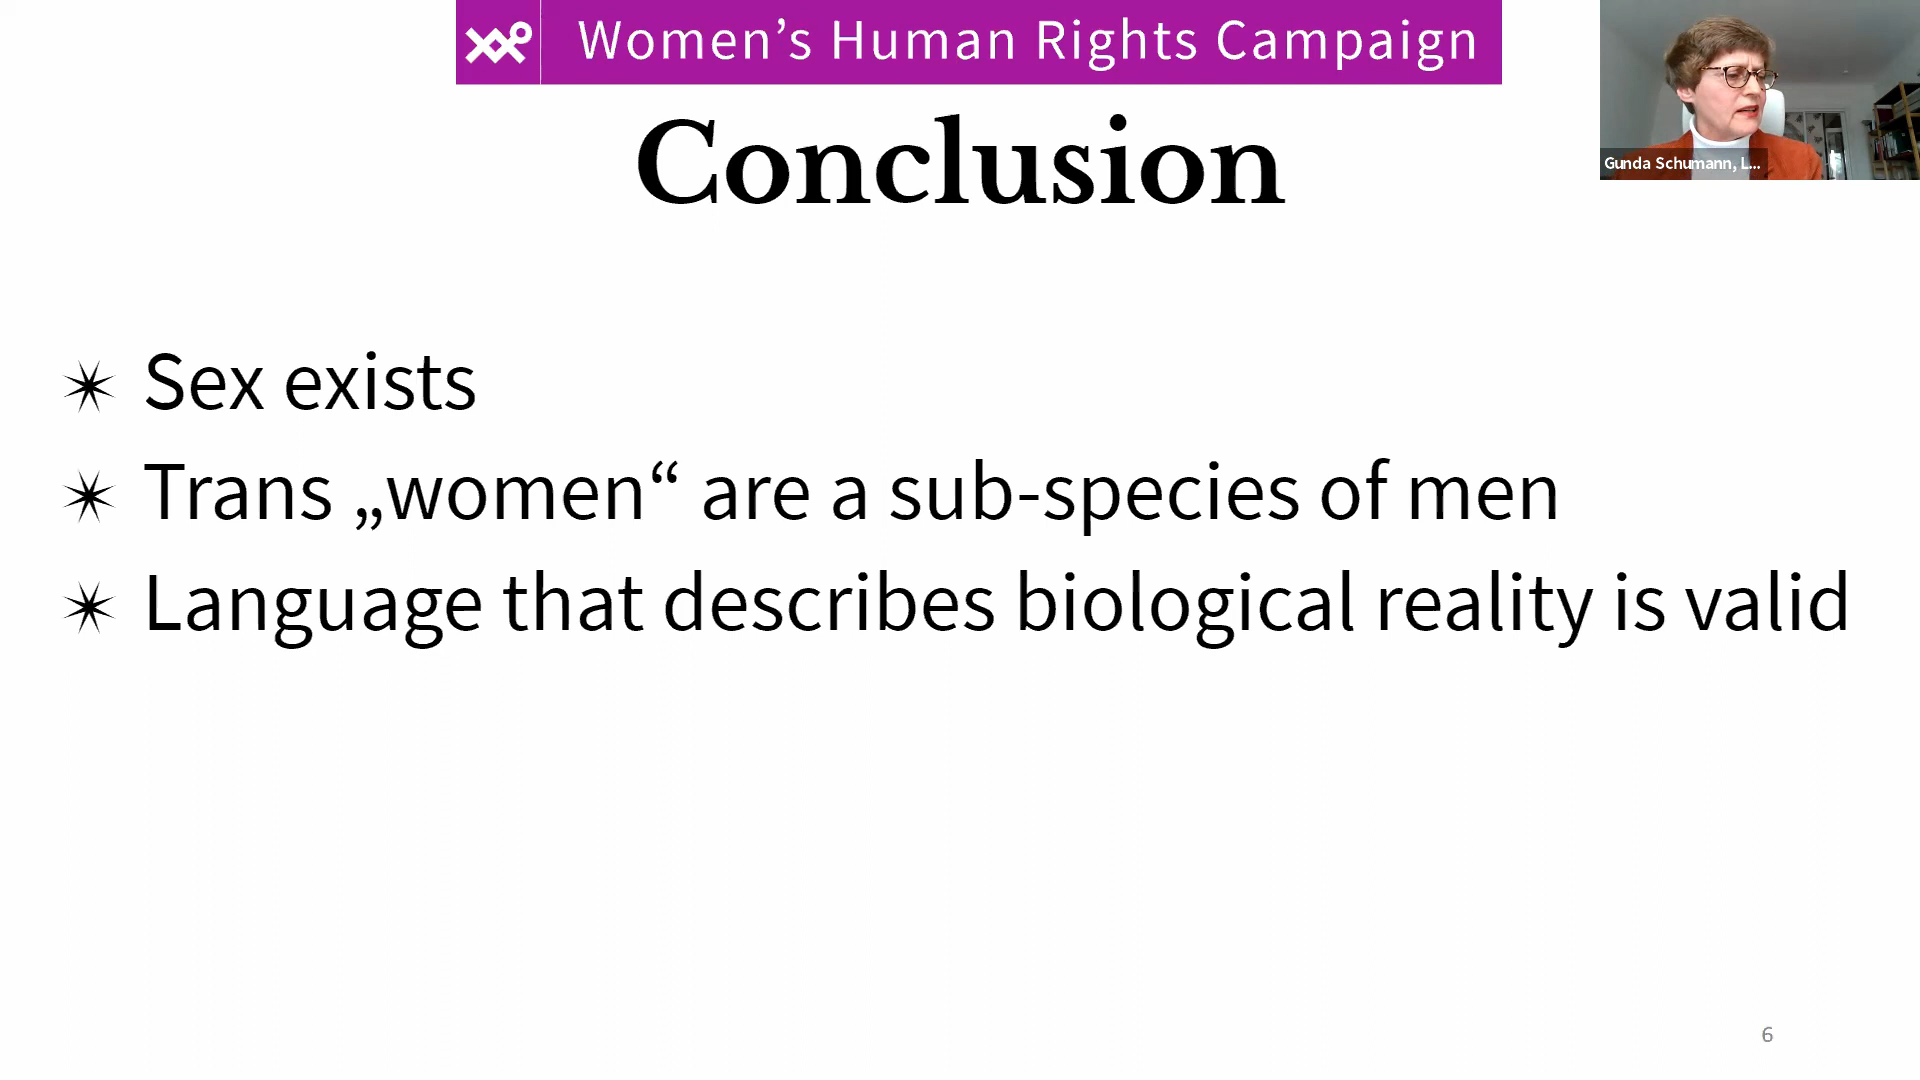 Women’s Human Rights Campaign
Gunda Schumann, L...
Conclusion
Sex exists
Trans „women“ are a sub-species of men
Language that describes biological reality is valid
6